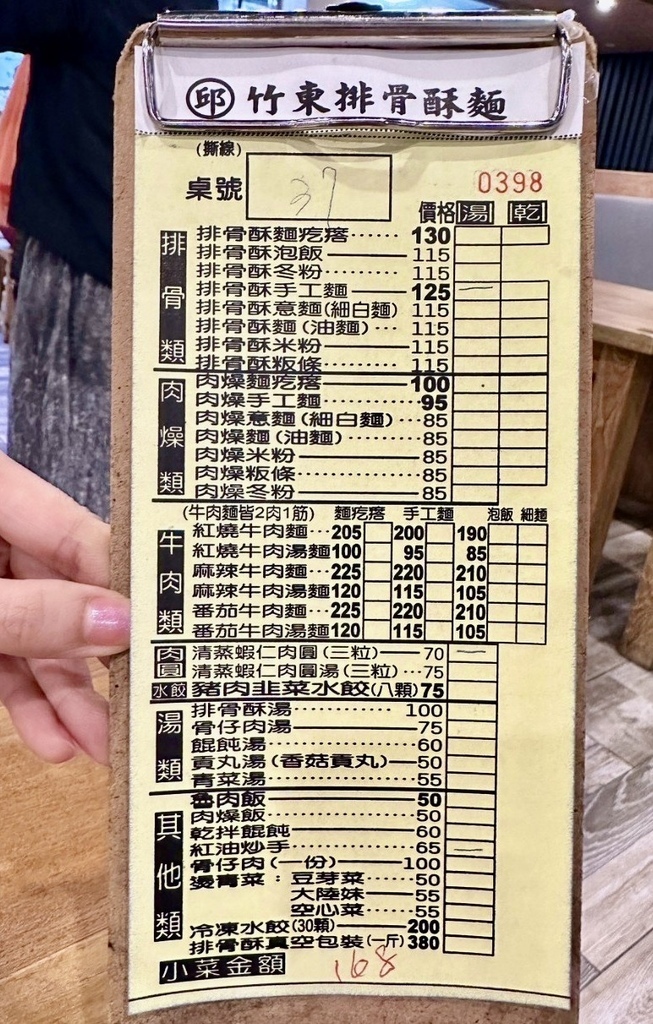 邱 竹東排骨酥麵
(撕線)
桌號 37 0398
價格 湯 乾
排骨類
排骨酥麵疙瘩⋯⋯130
排骨酥泡飯—115
排骨酥冬粉—115
排骨酥手工麵—125
排骨酥意麵(細白麵) 115
排骨酥麵(油麵)⋯115
排骨酥米粉—115
排骨酥粄條⋯⋯115
肉燥類
肉燥麵疙瘩—100
肉燥手工麵—95
肉燥意麵(細白麵)⋯85
肉燥麵(油麵)⋯⋯85
肉燥米粉—85
肉燥粄條⋯⋯85
肉燥冬粉—85
(牛肉麵皆2肉1筋) 麵疙瘩 手工麵 泡飯 細麵
牛肉類
紅燒牛肉麵⋯205 200 190
紅燒牛肉湯麵100 95 85
麻辣牛肉麵⋯225 220 210
麻辣牛肉湯麵120 115 105
番茄牛肉麵⋯225 220 210
番茄牛肉湯麵120 115 105
肉圓
清蒸蝦仁肉圓(三粒)—70
清蒸蝦仁肉圓湯(三粒)⋯75
水餃 豬肉韭菜水餃(八顆)75
湯類
排骨酥湯—100
骨仔肉湯—75
餛飩湯⋯⋯60
貢丸湯(香菇貢丸)—50
青菜湯⋯⋯55
其他類
魯肉飯—50
肉燥飯⋯⋯50
乾拌餛飩—60
紅油炒手⋯⋯65
骨仔肉(一份)—100
燙青菜:豆芽菜⋯⋯50
大陸妹—55
空心菜⋯⋯55
冷凍水餃(30顆)—200
排骨酥真空包裝(一斤)380
小菜金額 168